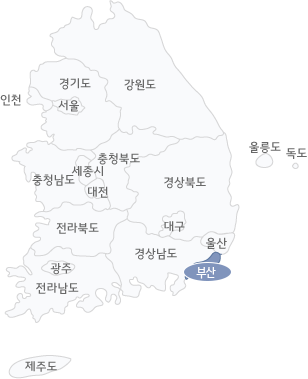 경기도
강원도
인천
서울
울릉도
독도
충청북도
세종시
충청남도
대전
경상북도
전라북도
대구
울산
경상남도
광주
부산
전라남도
제주도